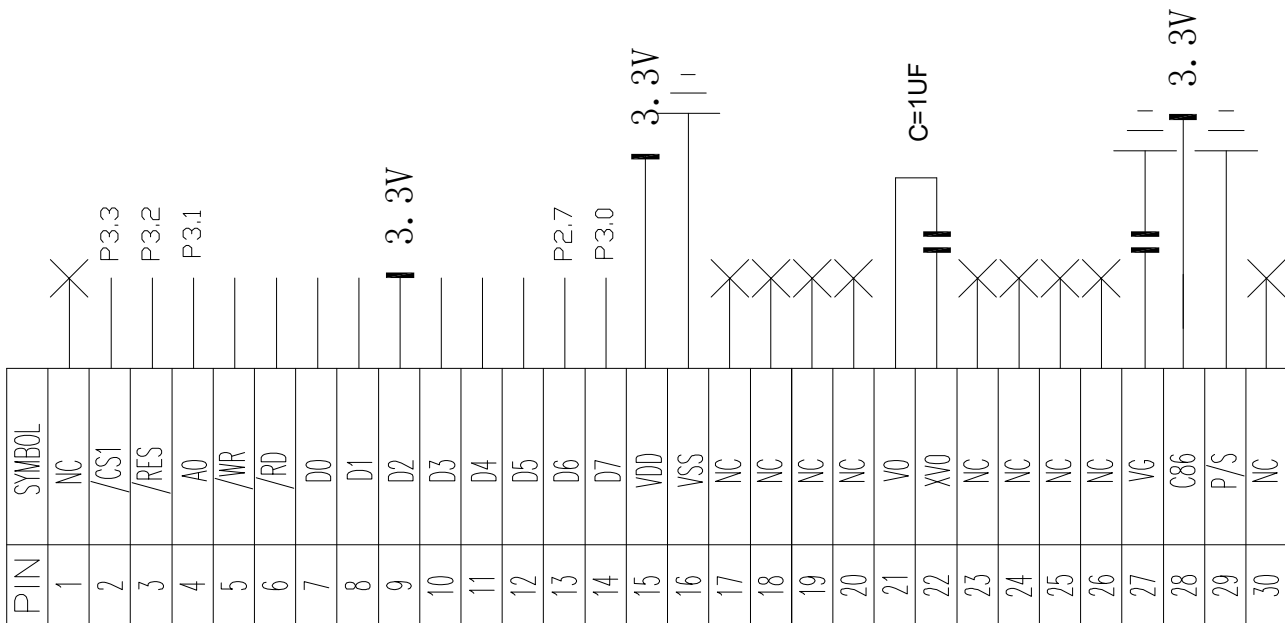 PIN SYMBOL
1 NC
2 /CS1 P3.3
3 /RES P3.2
4 A0 P3.1
5 /WR
6 /RD
7 D0
8 D1
9 D2 3.3V
10 D3
11 D4
12 D5
13 D6 P2.7
14 D7 P3.0
15 VDD 3.3V
16 VSS
17 NC
18 NC
19 NC
20 NC
21 V0
22 XV0
C=1UF
23 NC
24 NC
25 NC
26 NC
27 VG
28 C86 3.3V
29 P/S
30 NC